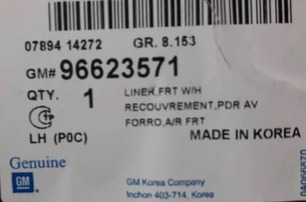 07894 14272 GR. 8.153
GM# 96623571
QTY. 1 LINER,FRT W/H
RECOUVREMENT,PDR AV
FORRO,A/R FRT
LH (P0C) MADE IN KOREA
Genuine
GM
GM Korea Company
Inchon 403-714, Korea
0A066870